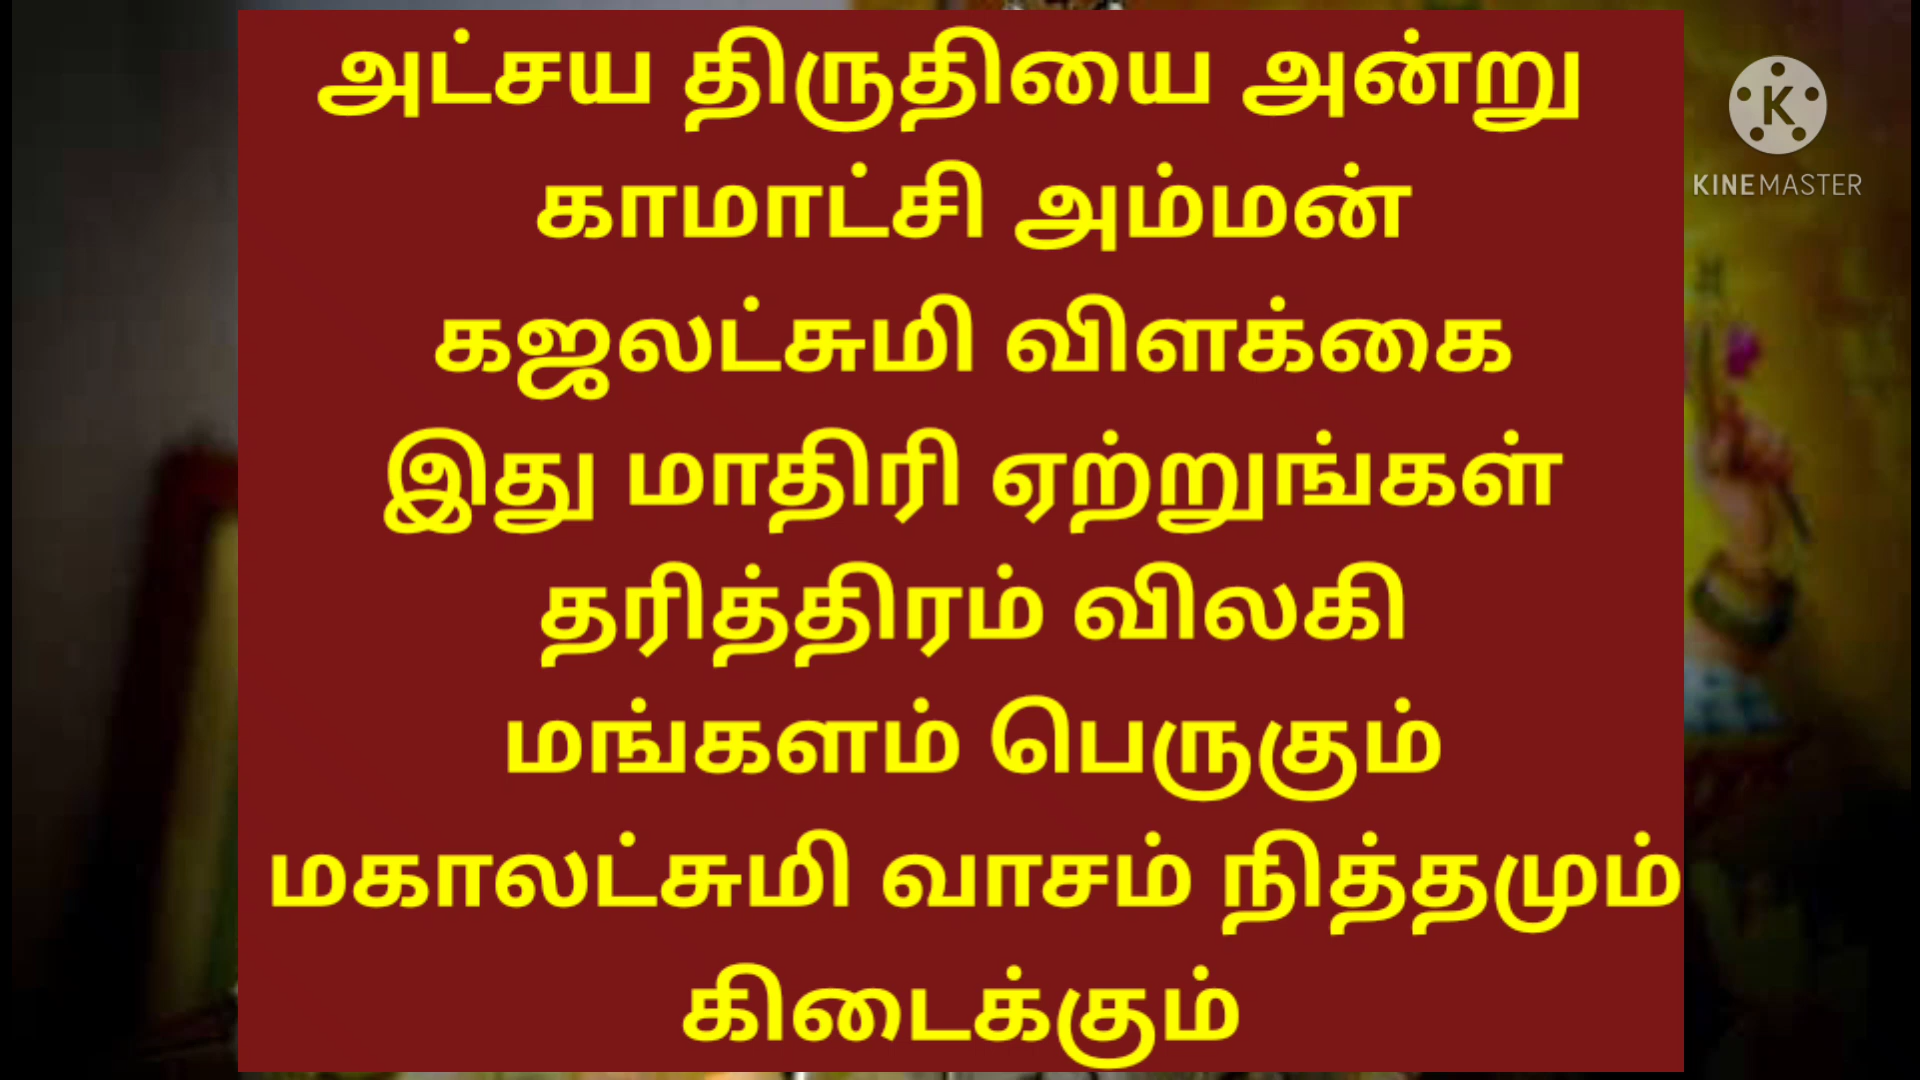 அட்சய திருதியை அன்று
காமாட்சி அம்மன்
கஜலட்சுமி விளக்கை
இது மாதிரி ஏற்றுங்கள்
தரித்திரம் விலகி
மங்களம் பெருகும்
மகாலட்சுமி வாசம் நித்தமும்
கிடைக்கும்
K
KINEMASTER